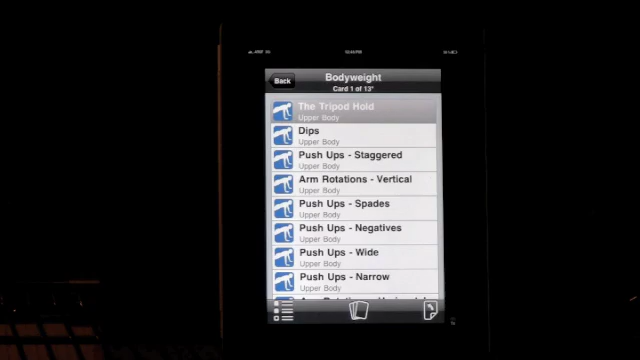 AT&T
Bodyweight
Back
Card 1 of 13"
The Tripod Hold
Upper Body
Dips
Upper Body
Push Ups - Staggered
Upper Body
Arm Rotations - Vertical
Upper Body
Push Ups - Spades
Upper Body
Push Ups - Negatives
Upper Body
Push Ups - Wide
Upper Body
Push Ups - Narrow
Upper Body